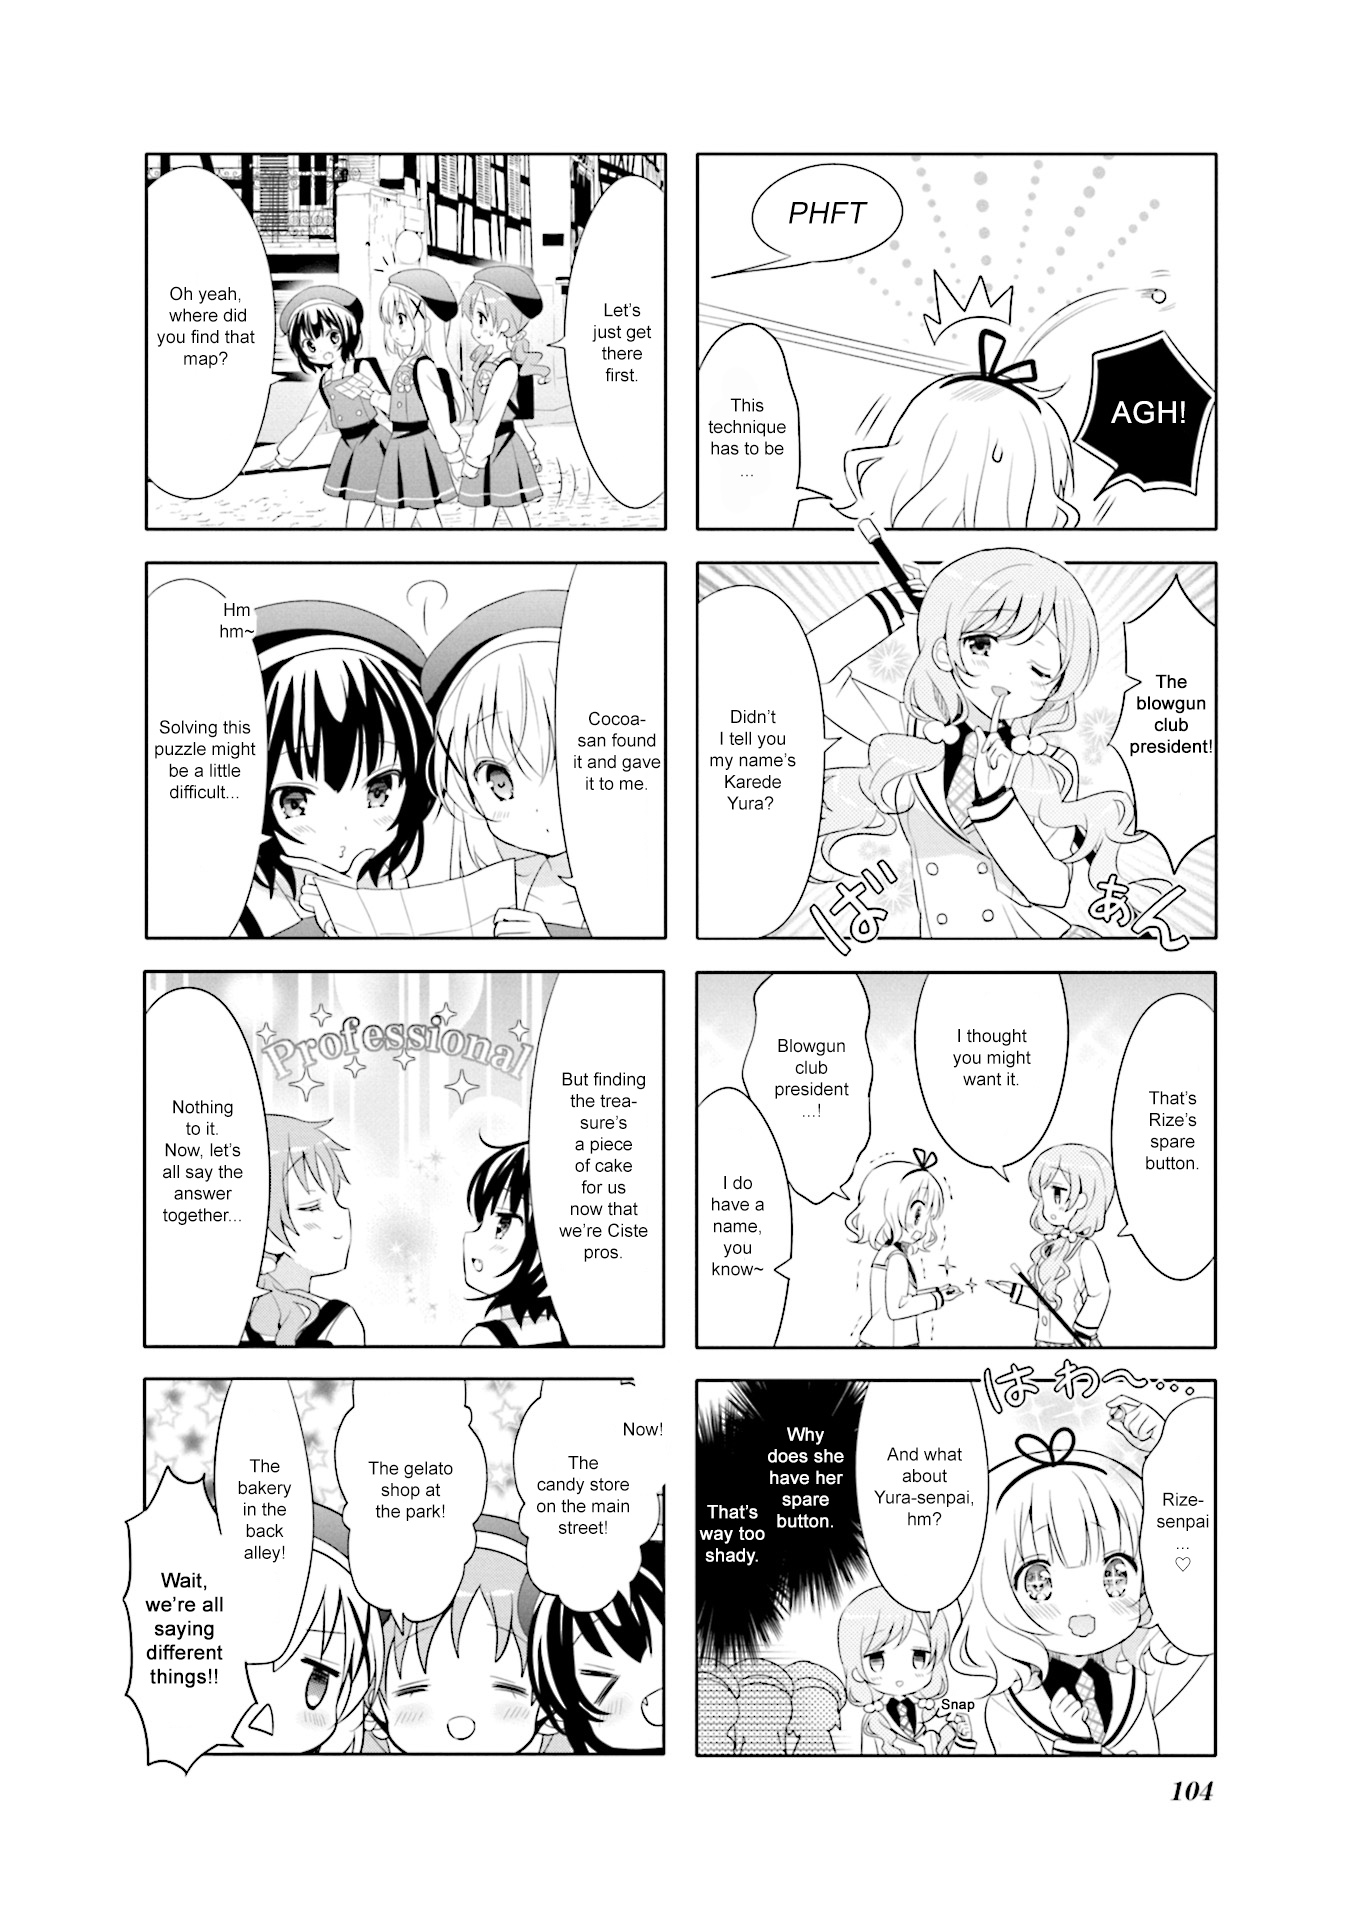 PHFT
AGH!
This
technique
has to be
...
The
blowgun
club
president!
Didn't
I tell you
my name's
Karede
Yura?
ばぁん
That's
Rize's
spare
button.
I thought
you might
want it.
Blowgun
club
president
...!
I do
have a
name,
you
know~
はわ～…
Rize-
senpai
...
♡
And what
about
Yura-senpai,
hm?
Snap
Why
does she
have her
spare
button.
That's
way too
shady.
Let's
just get
there
first.
Oh yeah,
where did
you find that
map?
Cocoa-
san found
it and gave
it to me.
Hm
hm~
Solving this
puzzle might
be a little
difficult...
Professional
But finding
the trea-
sure's
a piece
of cake
for us
now that
we're Ciste
pros.
Nothing
to it.
Now, let's
all say the
answer
together...
Now!
The
candy store
on the main
street!
The gelato
shop at
the park!
The
bakery
in the
back
alley!
Wait,
we're all
saying
different
things!!
104